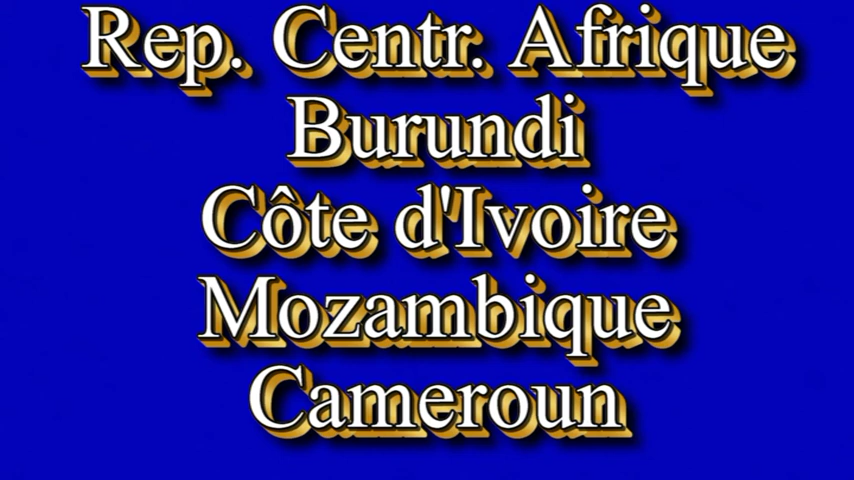 Rep. Centr. Afrique
Burundi
Côte d'Ivoire
Mozambique
Cameroun